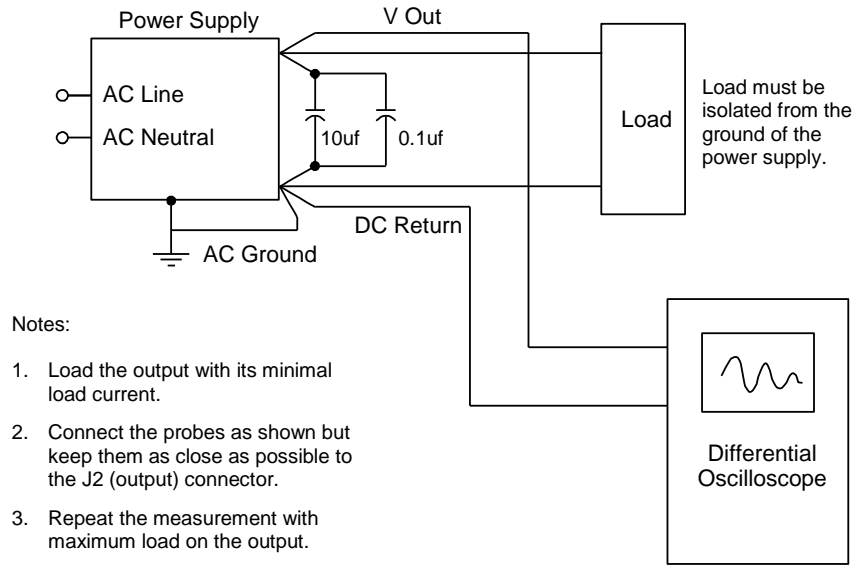 Power Supply
V Out
AC Line
AC Neutral
10uf
0.1uf
Load
Load must be
isolated from the
ground of the
power supply.
DC Return
AC Ground
Notes:
1. Load the output with its minimal
load current.
2. Connect the probes as shown but
keep them as close as possible to
the J2 (output) connector.
3. Repeat the measurement with
maximum load on the output.
Differential
Oscilloscope